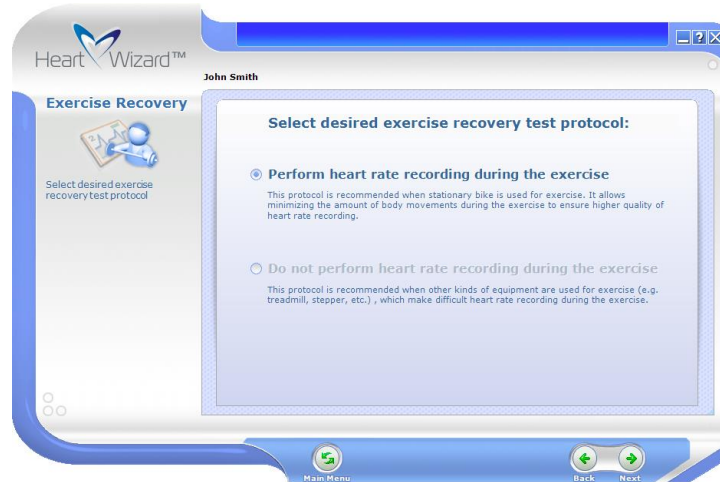 Heart Wizard™
John Smith
Exercise Recovery
Select desired exercise
recovery test protocol
Select desired exercise recovery test protocol:
Perform heart rate recording during the exercise
This protocol is recommended when stationary bike is used for exercise. It allows
minimizing the amount of body movements during the exercise to ensure higher quality of
heart rate recording.
Do not perform heart rate recording during the exercise
This protocol is recommended when other kinds of equipment are used for exercise (e.g.
treadmill, stepper, etc.) , which make difficult heart rate recording during the exercise.
Main Menu
Back
Next